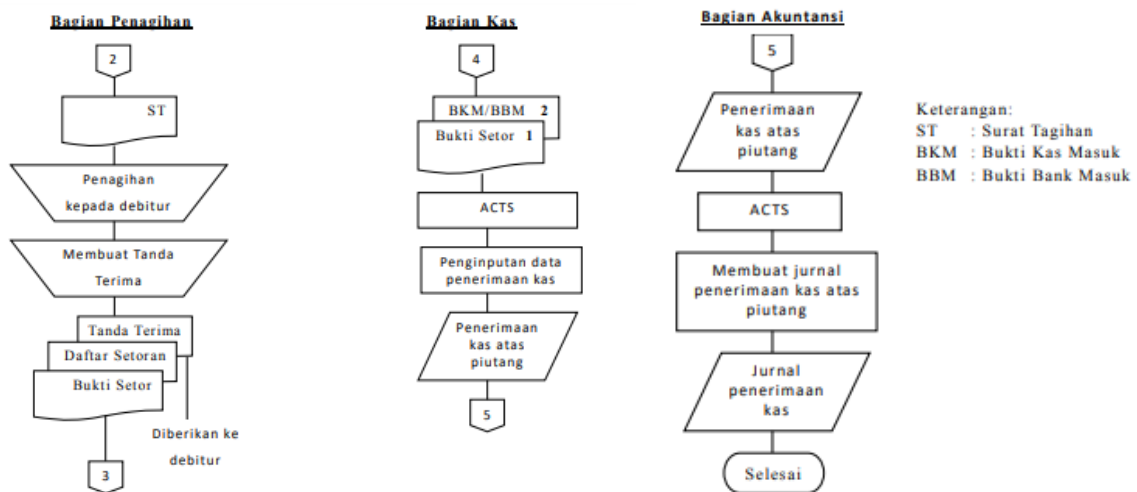 Bagian Penagihan
2
ST
Penagihan
kepada debitur
Membuat Tanda
Terima
Tanda Terima
Daftar Setoran
Bukti Setor
Diberikan ke
debitur
3
Bagian Kas
4
BKM/BBM 2
Bukti Setor 1
ACTS
Penginputan data
penerimaan kas
Penerimaan
kas atas
piutang
5
Bagian Akuntansi
5
Penerimaan
kas atas
piutang
ACTS
Membuat jurnal
penerimaan kas atas
piutang
Jurnal
penerimaan
kas
Selesai
Keterangan:
ST : Surat Tagihan
BKM : Bukti Kas Masuk
BBM : Bukti Bank Masuk